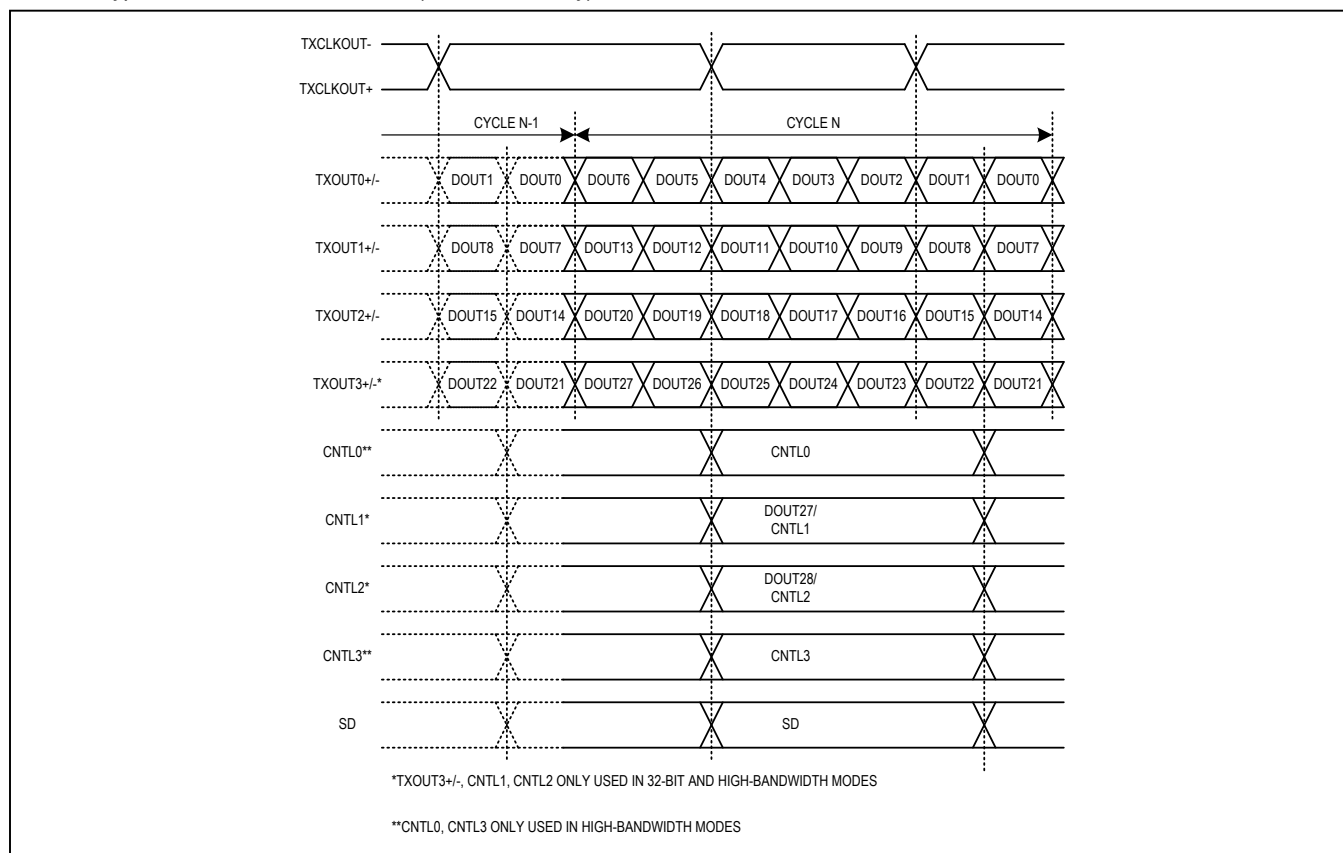 TXCLKOUT-
TXCLKOUT+
CYCLE N-1 CYCLE N
TXOUT0+/- DOUT1 DOUT0 DOUT6 DOUT5 DOUT4 DOUT3 DOUT2 DOUT1 DOUT0
TXOUT1+/- DOUT8 DOUT7 DOUT13 DOUT12 DOUT11 DOUT10 DOUT9 DOUT8 DOUT7
TXOUT2+/- DOUT15 DOUT14 DOUT20 DOUT19 DOUT18 DOUT17 DOUT16 DOUT15 DOUT14
TXOUT3+/-* DOUT22 DOUT21 DOUT27 DOUT26 DOUT25 DOUT24 DOUT23 DOUT22 DOUT21
CNTL0** CNTL0
CNTL1* DOUT27/
CNTL1
CNTL2* DOUT28/
CNTL2
CNTL3** CNTL3
SD SD
*TXOUT3+/-, CNTL1, CNTL2 ONLY USED IN 32-BIT AND HIGH-BANDWIDTH MODES
**CNTL0, CNTL3 ONLY USED IN HIGH-BANDWIDTH MODES